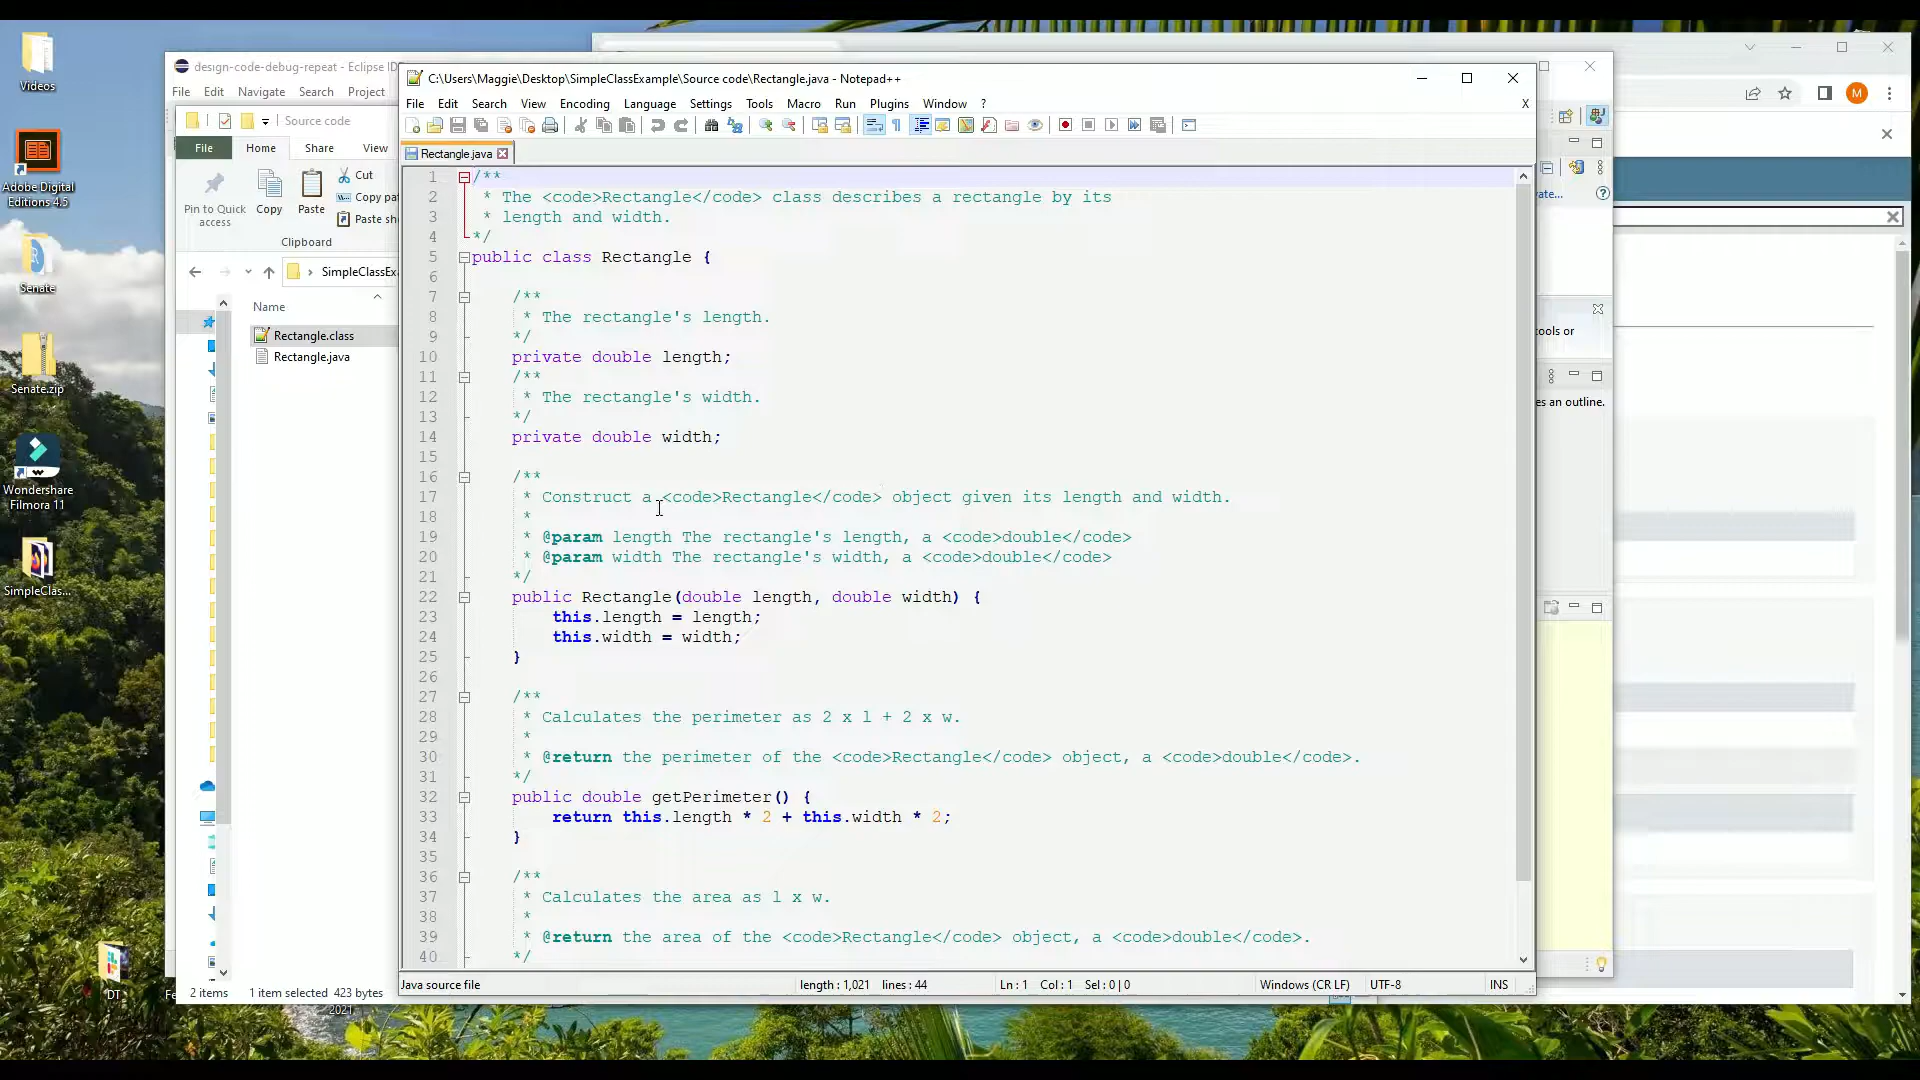 Videos
Adobe Digital
Editions 4.5
Senate
Senate.zip
Wondershare
Filmora 11
SimpleClas...
DT
2021
design-code-debug-repeat - Eclipse ID
File Edit Navigate Search Project
Source code
File Home Share View
Pin to Quick
access
Copy
Paste
Cut
Copy pat
Paste sh
Clipboard
SimpleClassExa
Name
Rectangle.class
Rectangle.java
2 items 1 item selected 423 bytes
C:\Users\Maggie\Desktop\SimpleClassExample\Source code\Rectangle.java - Notepad++
File Edit Search View Encoding Language Settings Tools Macro Run Plugins Window ?
X
Rectangle.java
1 /**
2 * The <code>Rectangle</code> class describes a rectangle by its
3 * length and width.
4 */
5 public class Rectangle {
6
7 /**
8 * The rectangle's length.
9 */
10 private double length;
11 /**
12 * The rectangle's width.
13 */
14 private double width;
15
16 /**
17 * Construct a <code>Rectangle</code> object given its length and width.
18 *
19 * @param length The rectangle's length, a <code>double</code>
20 * @param width The rectangle's width, a <code>double</code>
21 */
22 public Rectangle(double length, double width) {
23 this.length = length;
24 this.width = width;
25 }
26
27 /**
28 * Calculates the perimeter as 2 x l + 2 x w.
29 *
30 * @return the perimeter of the <code>Rectangle</code> object, a <code>double</code>.
31 */
32 public double getPerimeter() {
33 return this.length * 2 + this.width * 2;
34 }
35
36 /**
37 * Calculates the area as l x w.
38 *
39 * @return the area of the <code>Rectangle</code> object, a <code>double</code>.
40 */
Java source file length : 1,021 lines : 44 Ln : 1 Col : 1 Sel : 0 | 0 Windows (CR LF) UTF-8 INS
M
ate...
tools or
es an outline.